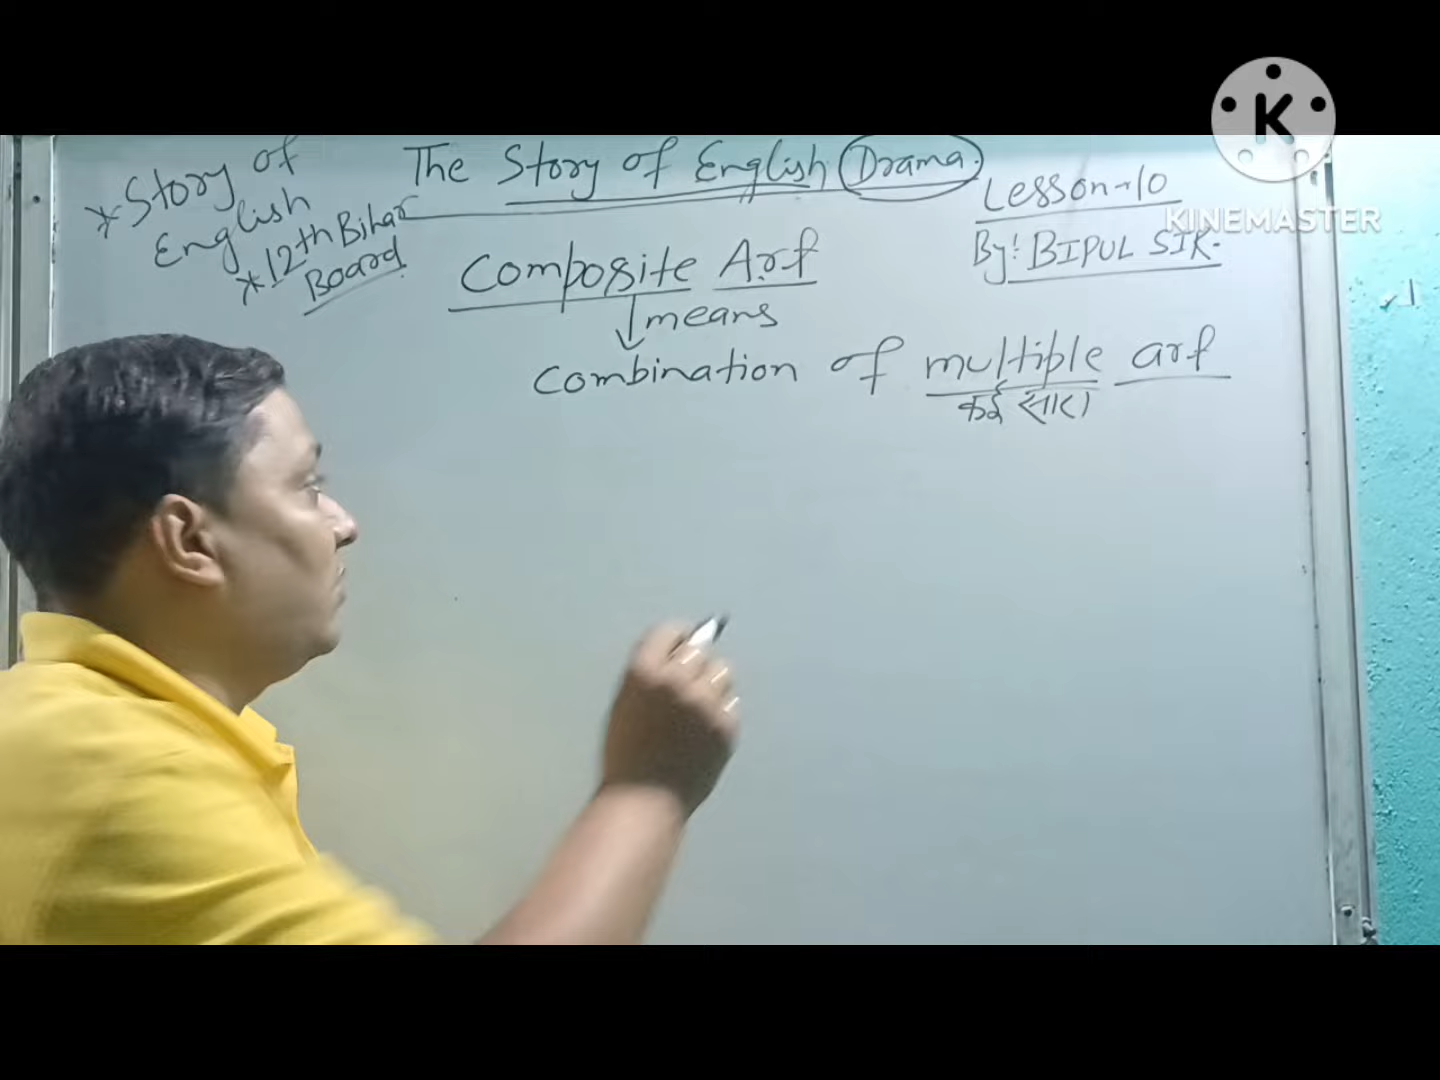 *Story of
English
*12th Bihar
Board
The Story of English Drama.
Lesson-10
By: BIPUL SIR.
Composite Art
means
combination of multiple art
कई सारा
K
KINEMASTER